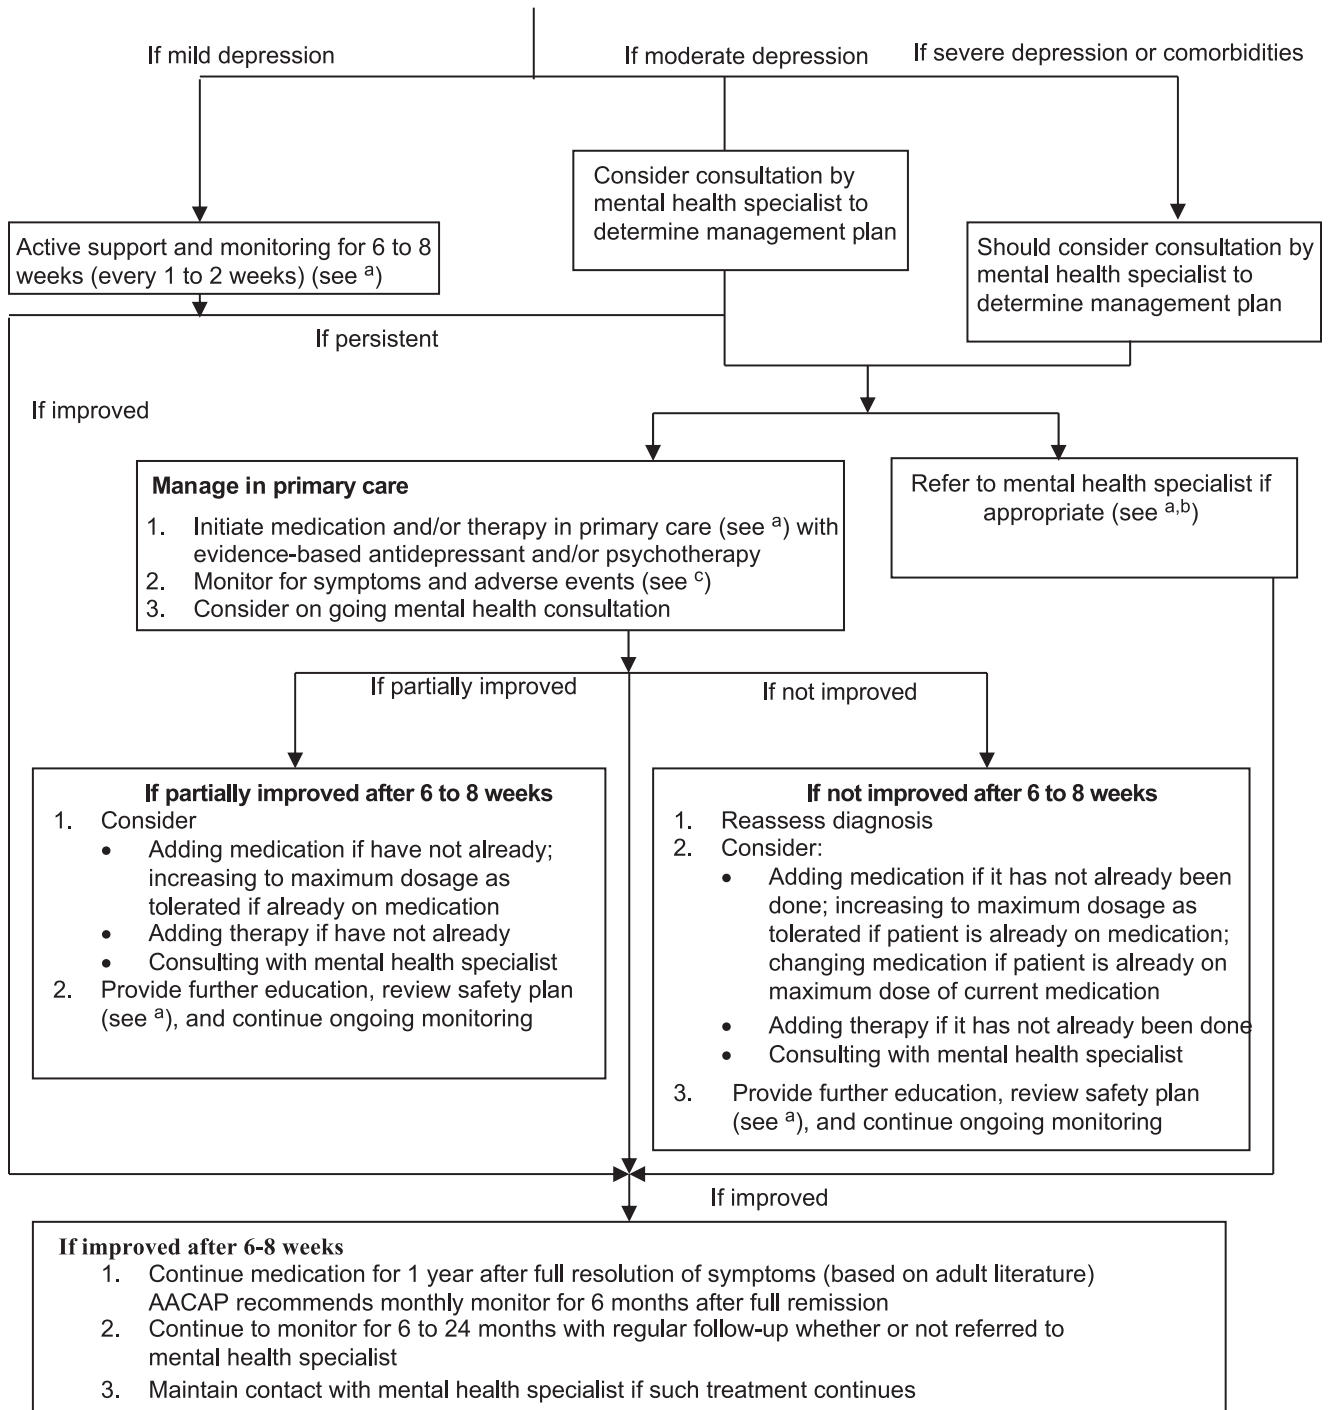 If mild depression
If moderate depression
If severe depression or comorbidities
Consider consultation by
mental health specialist to
determine management plan
Active support and monitoring for 6 to 8
weeks (every 1 to 2 weeks) (see a)
Should consider consultation by
mental health specialist to
determine management plan
If persistent
If improved
Manage in primary care
1. Initiate medication and/or therapy in primary care (see a) with
evidence-based antidepressant and/or psychotherapy
2. Monitor for symptoms and adverse events (see c)
3. Consider on going mental health consultation
Refer to mental health specialist if
appropriate (see a,b)
If partially improved
If not improved
If partially improved after 6 to 8 weeks
1. Consider
• Adding medication if have not already;
increasing to maximum dosage as
tolerated if already on medication
• Adding therapy if have not already
• Consulting with mental health specialist
2. Provide further education, review safety plan
(see a), and continue ongoing monitoring
If not improved after 6 to 8 weeks
1. Reassess diagnosis
2. Consider:
• Adding medication if it has not already been
done; increasing to maximum dosage as
tolerated if patient is already on medication;
changing medication if patient is already on
maximum dose of current medication
• Adding therapy if it has not already been done
• Consulting with mental health specialist
3. Provide further education, review safety plan
(see a), and continue ongoing monitoring
If improved
If improved after 6-8 weeks
1. Continue medication for 1 year after full resolution of symptoms (based on adult literature)
AACAP recommends monthly monitor for 6 months after full remission
2. Continue to monitor for 6 to 24 months with regular follow-up whether or not referred to
mental health specialist
3. Maintain contact with mental health specialist if such treatment continues